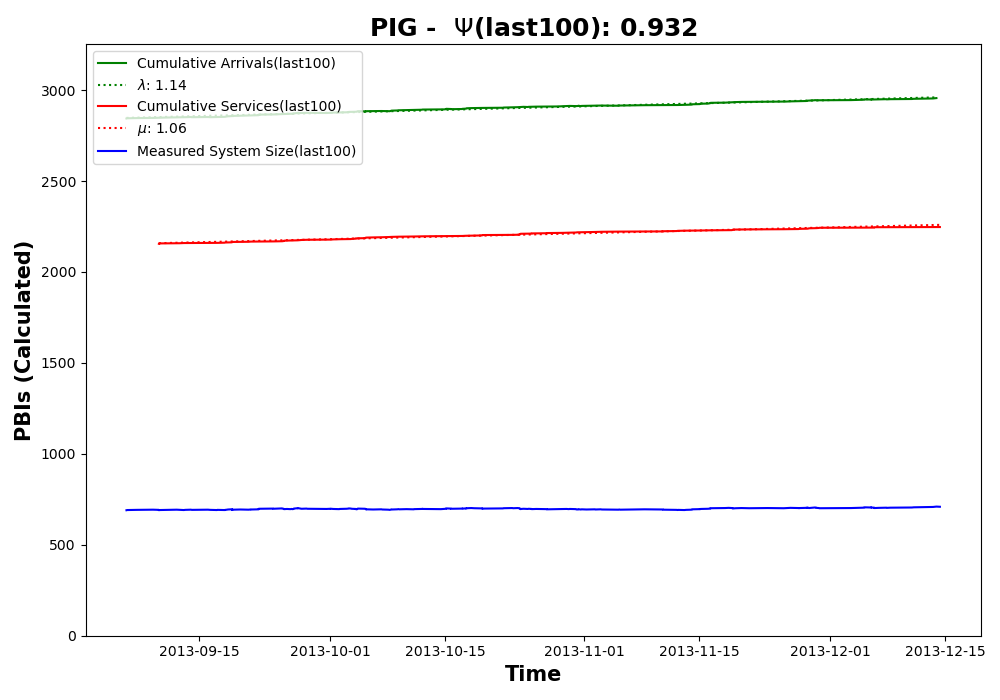 PIG -  Ψ(last100): 0.932
Cumulative Arrivals(last100)
λ: 1.14
Cumulative Services(last100)
μ: 1.06
Measured System Size(last100)
PBIs (Calculated)
3000
2500
2000
1500
1000
500
0
2013-09-15 2013-10-01 2013-10-15 2013-11-01 2013-11-15 2013-12-01 2013-12-15
Time